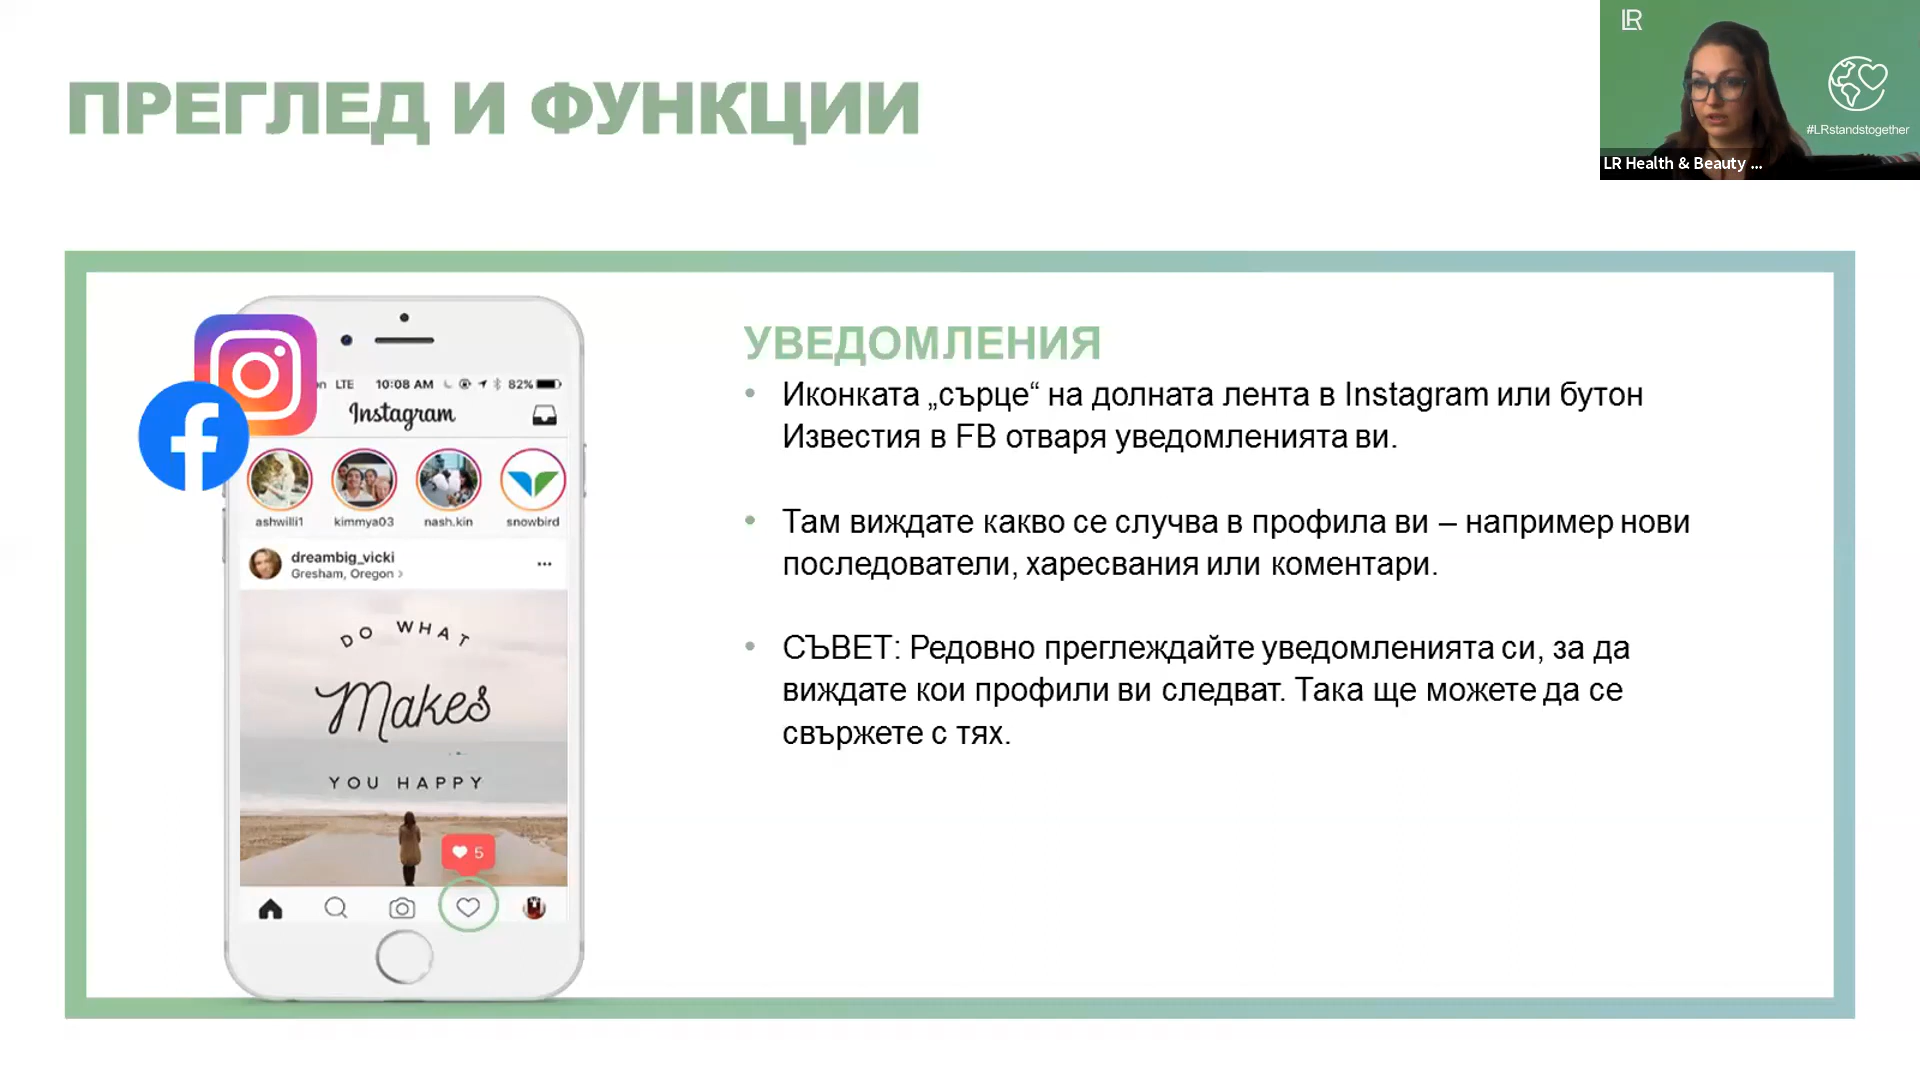 ПРЕГЛЕД И ФУНКЦИИ
LR
#LRstandstogether
LR Health & Beauty ...
УВЕДОМЛЕНИЯ
• Иконката „сърце“ на долната лента в Instagram или бутон
Известия в FB отваря уведомленията ви.
• Там виждате какво се случва в профила ви – например нови
последователи, харесвания или коментари.
• СЪВЕТ: Редовно преглеждайте уведомленията си, за да
виждате кои профили ви следват. Така ще можете да се
свържете с тях.
LTE 10:08 AM 82%
Instagram
ashwilli1 kimmya03 nash.kin snowbird
dreambig_vicki
Gresham, Oregon >
DO WHAT
Makes
YOU HAPPY
5